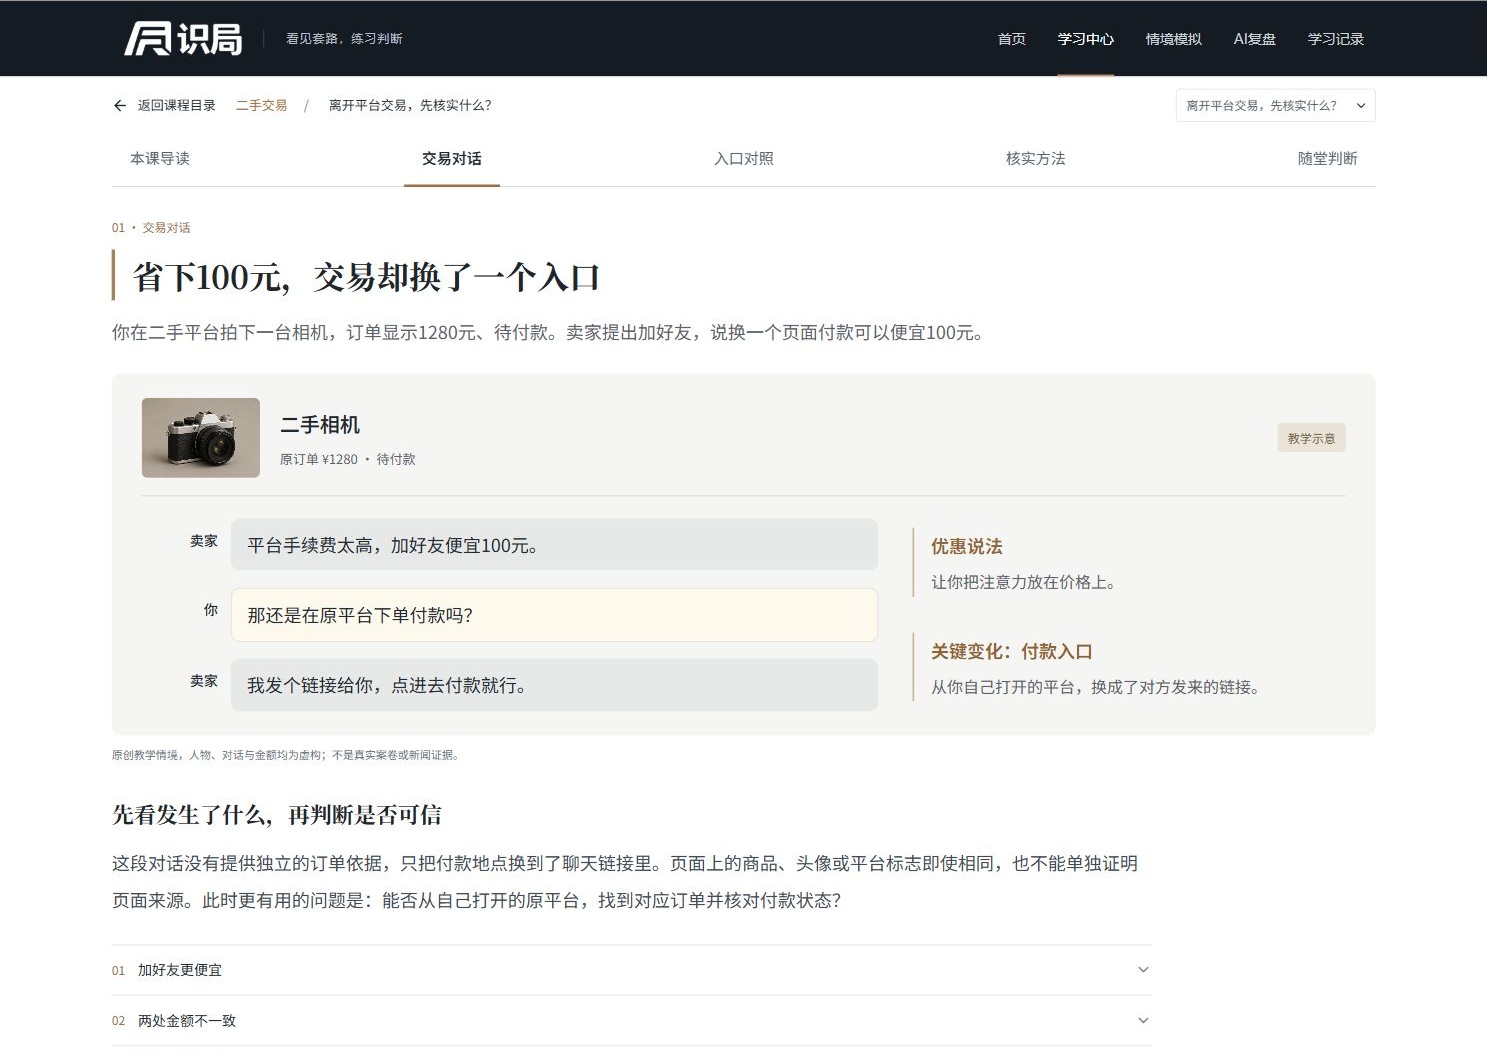 识局
看见套路，练习判断
首页
学习中心
情境模拟
AI复盘
学习记录
返回课程目录
二手交易
/
离开平台交易，先核实什么？
离开平台交易，先核实什么？
本课导读
交易对话
入口对照
核实方法
随堂判断
01 · 交易对话
省下100元，交易却换了一个入口
你在二手平台拍下一台相机，订单显示1280元、待付款。卖家提出加好友，说换一个页面付款可以便宜100元。
二手相机
原订单 ¥1280 · 待付款
教学示意
卖家
平台手续费太高，加好友便宜100元。
你
那还是在原平台下单付款吗？
卖家
我发个链接给你，点进去付款就行。
优惠说法
让你把注意力放在价格上。
关键变化：付款入口
从你自己打开的平台，换成了对方发来的链接。
原创教学情境，人物、对话与金额均为虚构；不是真实案卷或新闻证据。
先看发生了什么，再判断是否可信
这段对话没有提供独立的订单依据，只把付款地点换到了聊天链接里。页面上的商品、头像或平台标志即使相同，也不能单独证明
页面来源。此时更有用的问题是：能否从自己打开的原平台，找到对应订单并核对付款状态？
01 加好友更便宜
02 两处金额不一致